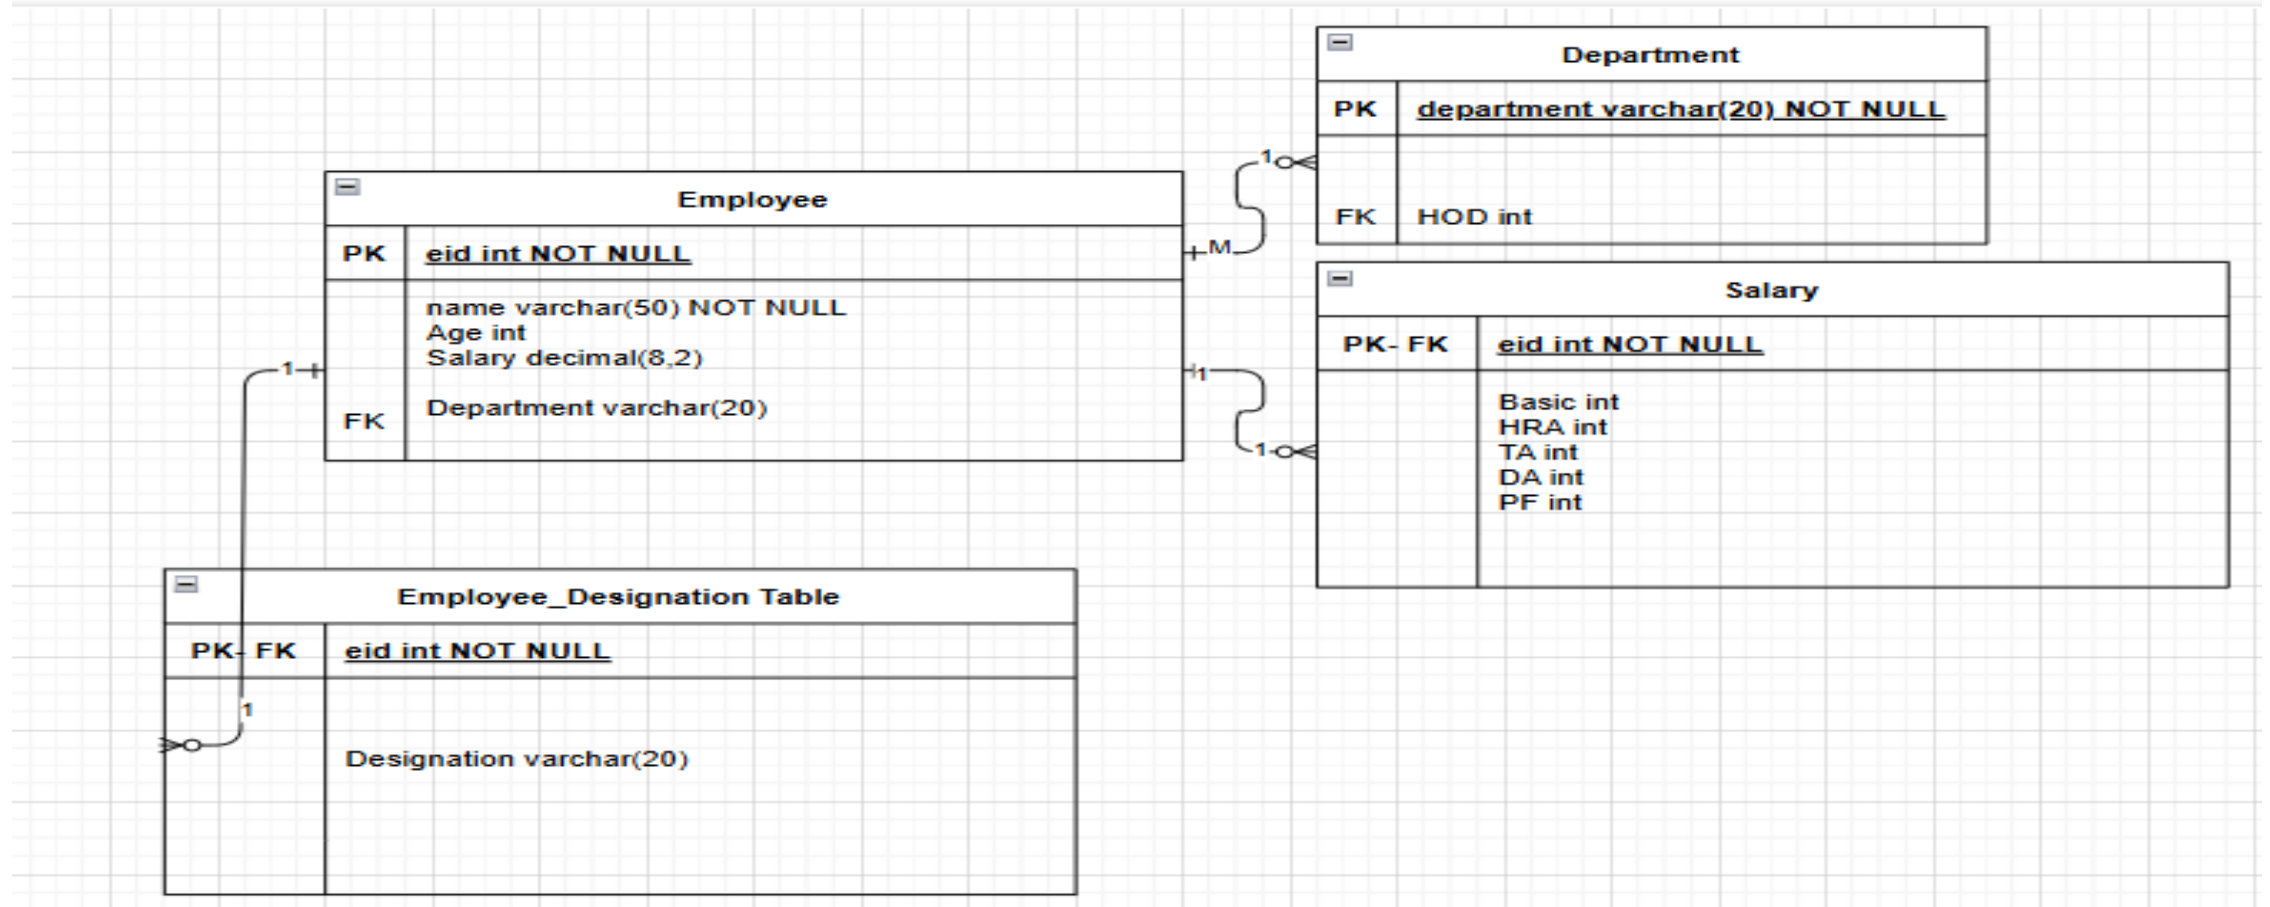 Department
PK department varchar(20) NOT NULL
FK HOD int
1
M
Employee
PK eid int NOT NULL
name varchar(50) NOT NULL
Age int
Salary decimal(8,2)
Department varchar(20)
FK
1
1
1
Salary
PK- FK eid int NOT NULL
Basic int
HRA int
TA int
DA int
PF int
Employee_Designation Table
PK- FK eid int NOT NULL
1
Designation varchar(20)